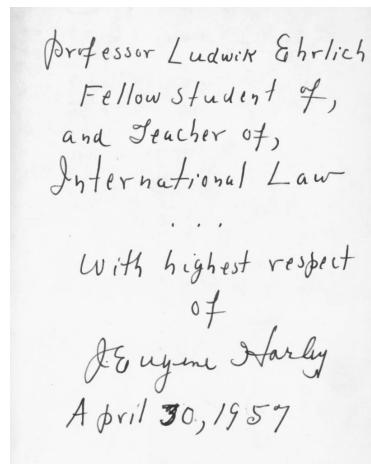 Professor Ludwik Ehrlich
Fellow student of,
and Teacher of,
International Law
. . .
With highest respect
of
J Eugene Harley
April 30, 1957